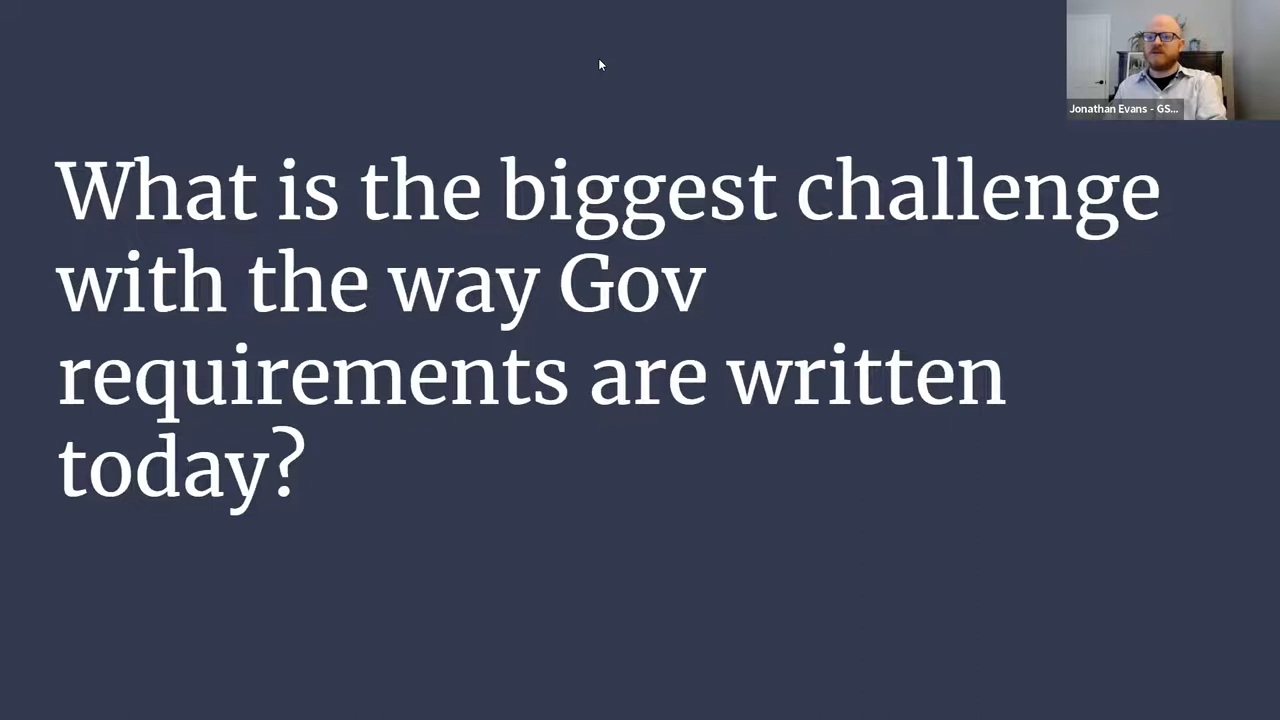 Jonathan Evans - GS...
What is the biggest challenge
with the way Gov
requirements are written
today?